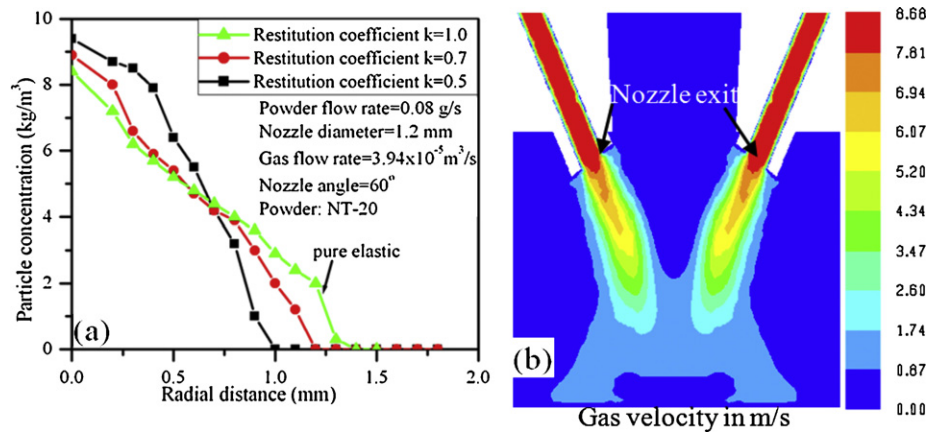 10
8
6
4
2
0
Particle concentration (kg/m³)
Restitution coefficient k=1.0
Restitution coefficient k=0.7
Restitution coefficient k=0.5
Powder flow rate=0.08 g/s
Nozzle diameter=1.2 mm
Gas flow rate=3.94x10⁻⁵m³/s
Nozzle angle=60°
Powder: NT-20
pure elastic
(a)
0.0
0.5
1.0
1.5
2.0
Radial distance (mm)
Nozzle exit
(b)
Gas velocity in m/s
8.68
7.81
6.94
6.07
5.20
4.34
3.47
2.60
1.74
0.87
0.00